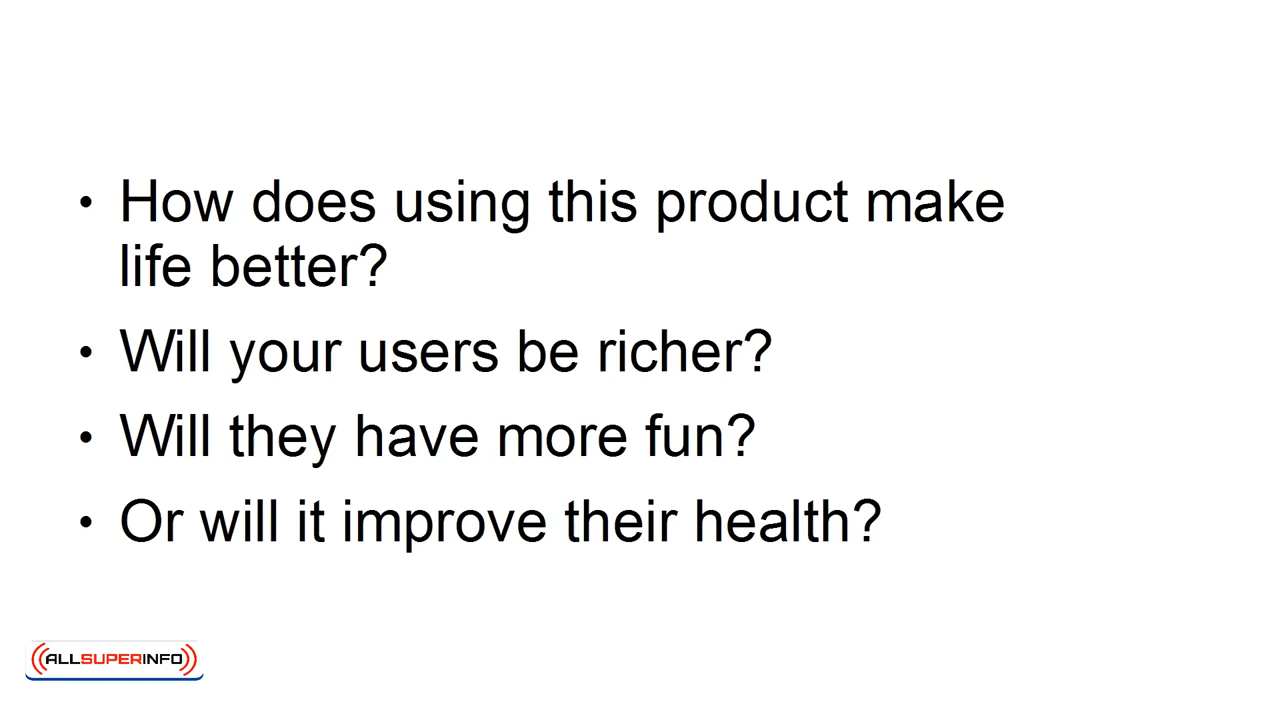 • How does using this product make
life better?
• Will your users be richer?
• Will they have more fun?
• Or will it improve their health?
ALLSUPERINFO